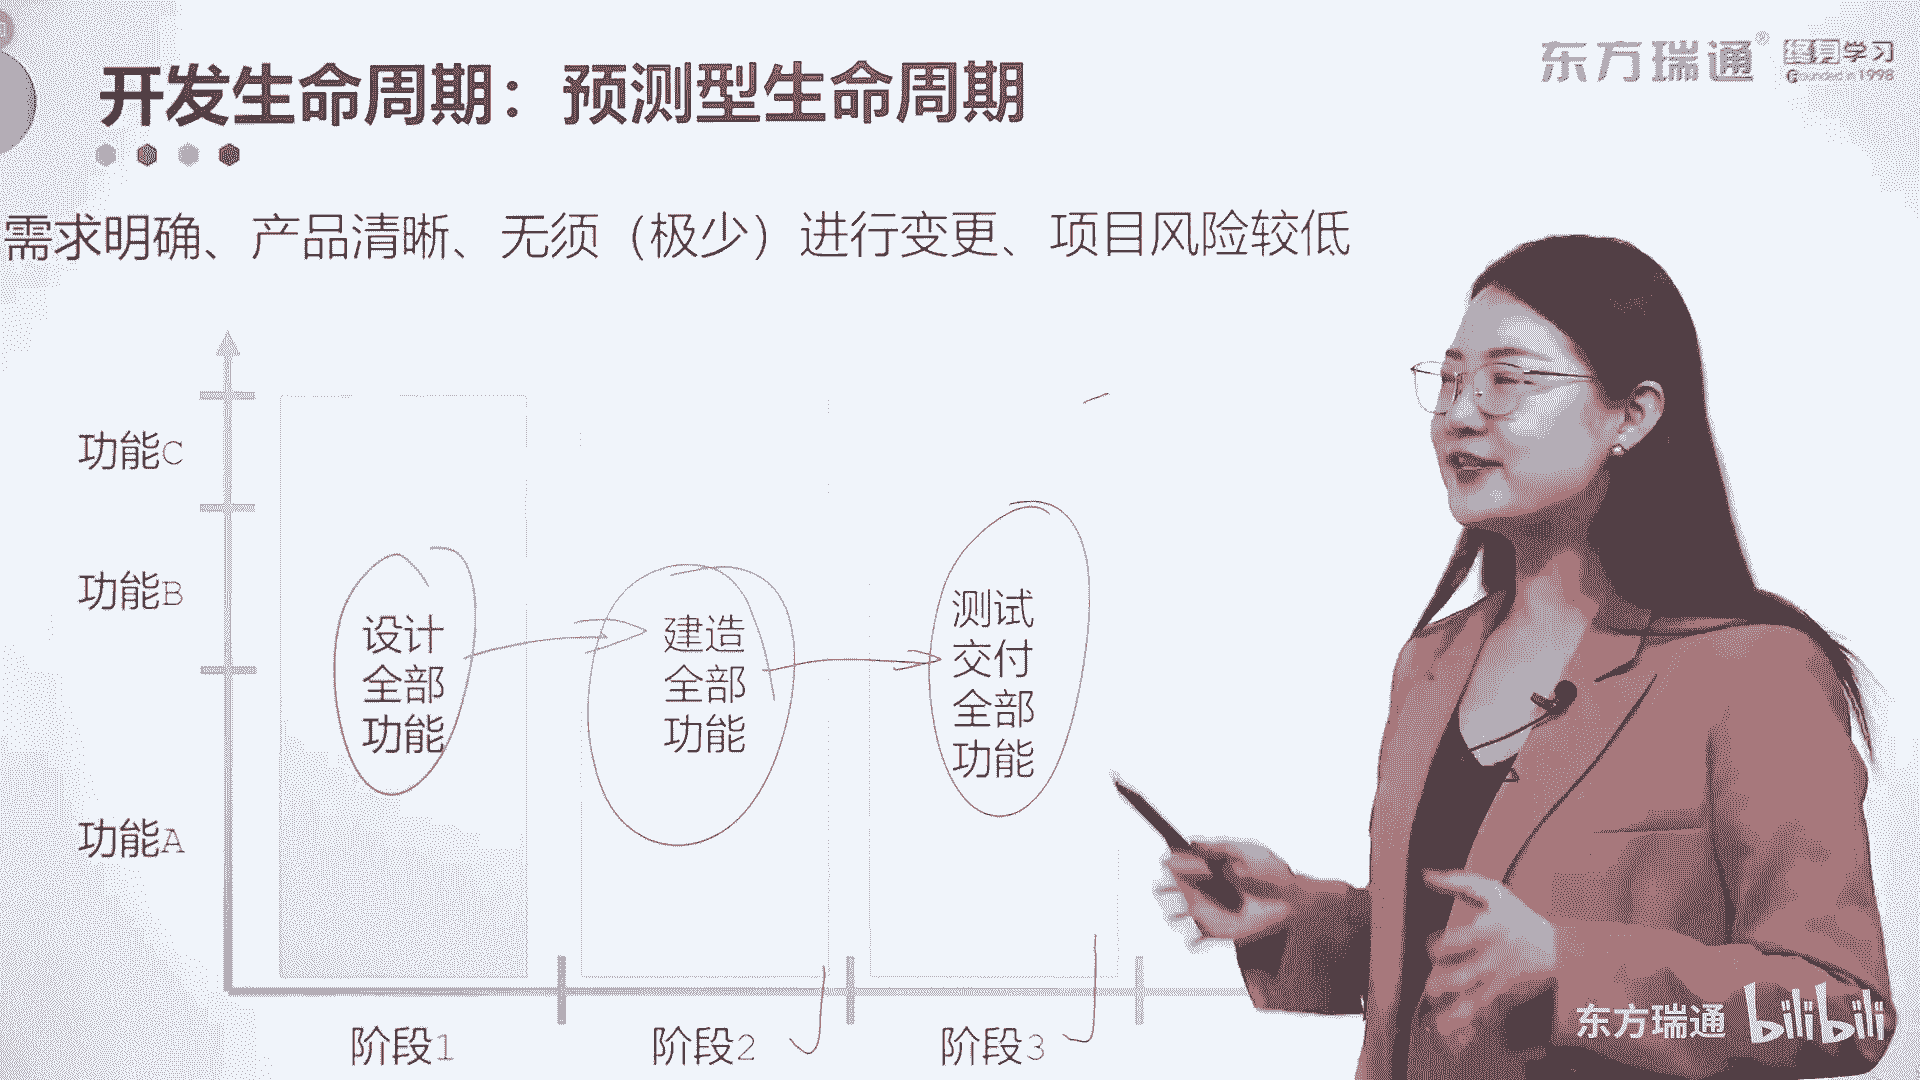 开发生命周期：预测型生命周期
东方瑞通®
终身学习
Founded in 1998
需求明确、产品清晰、无须（极少）进行变更、项目风险较低
功能C
功能B
功能A
设计
全部
功能
建造
全部
功能
测试
交付
全部
功能
阶段1
阶段2
阶段3
东方瑞通
bilibili